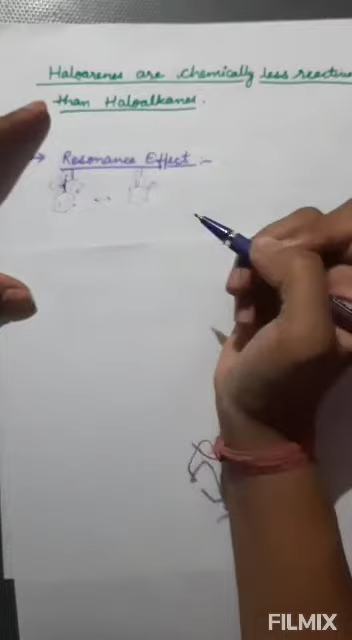 Haloarenes are chemically less reactive
than Haloalkanes.
→ Resonance Effect :-
FILMIX